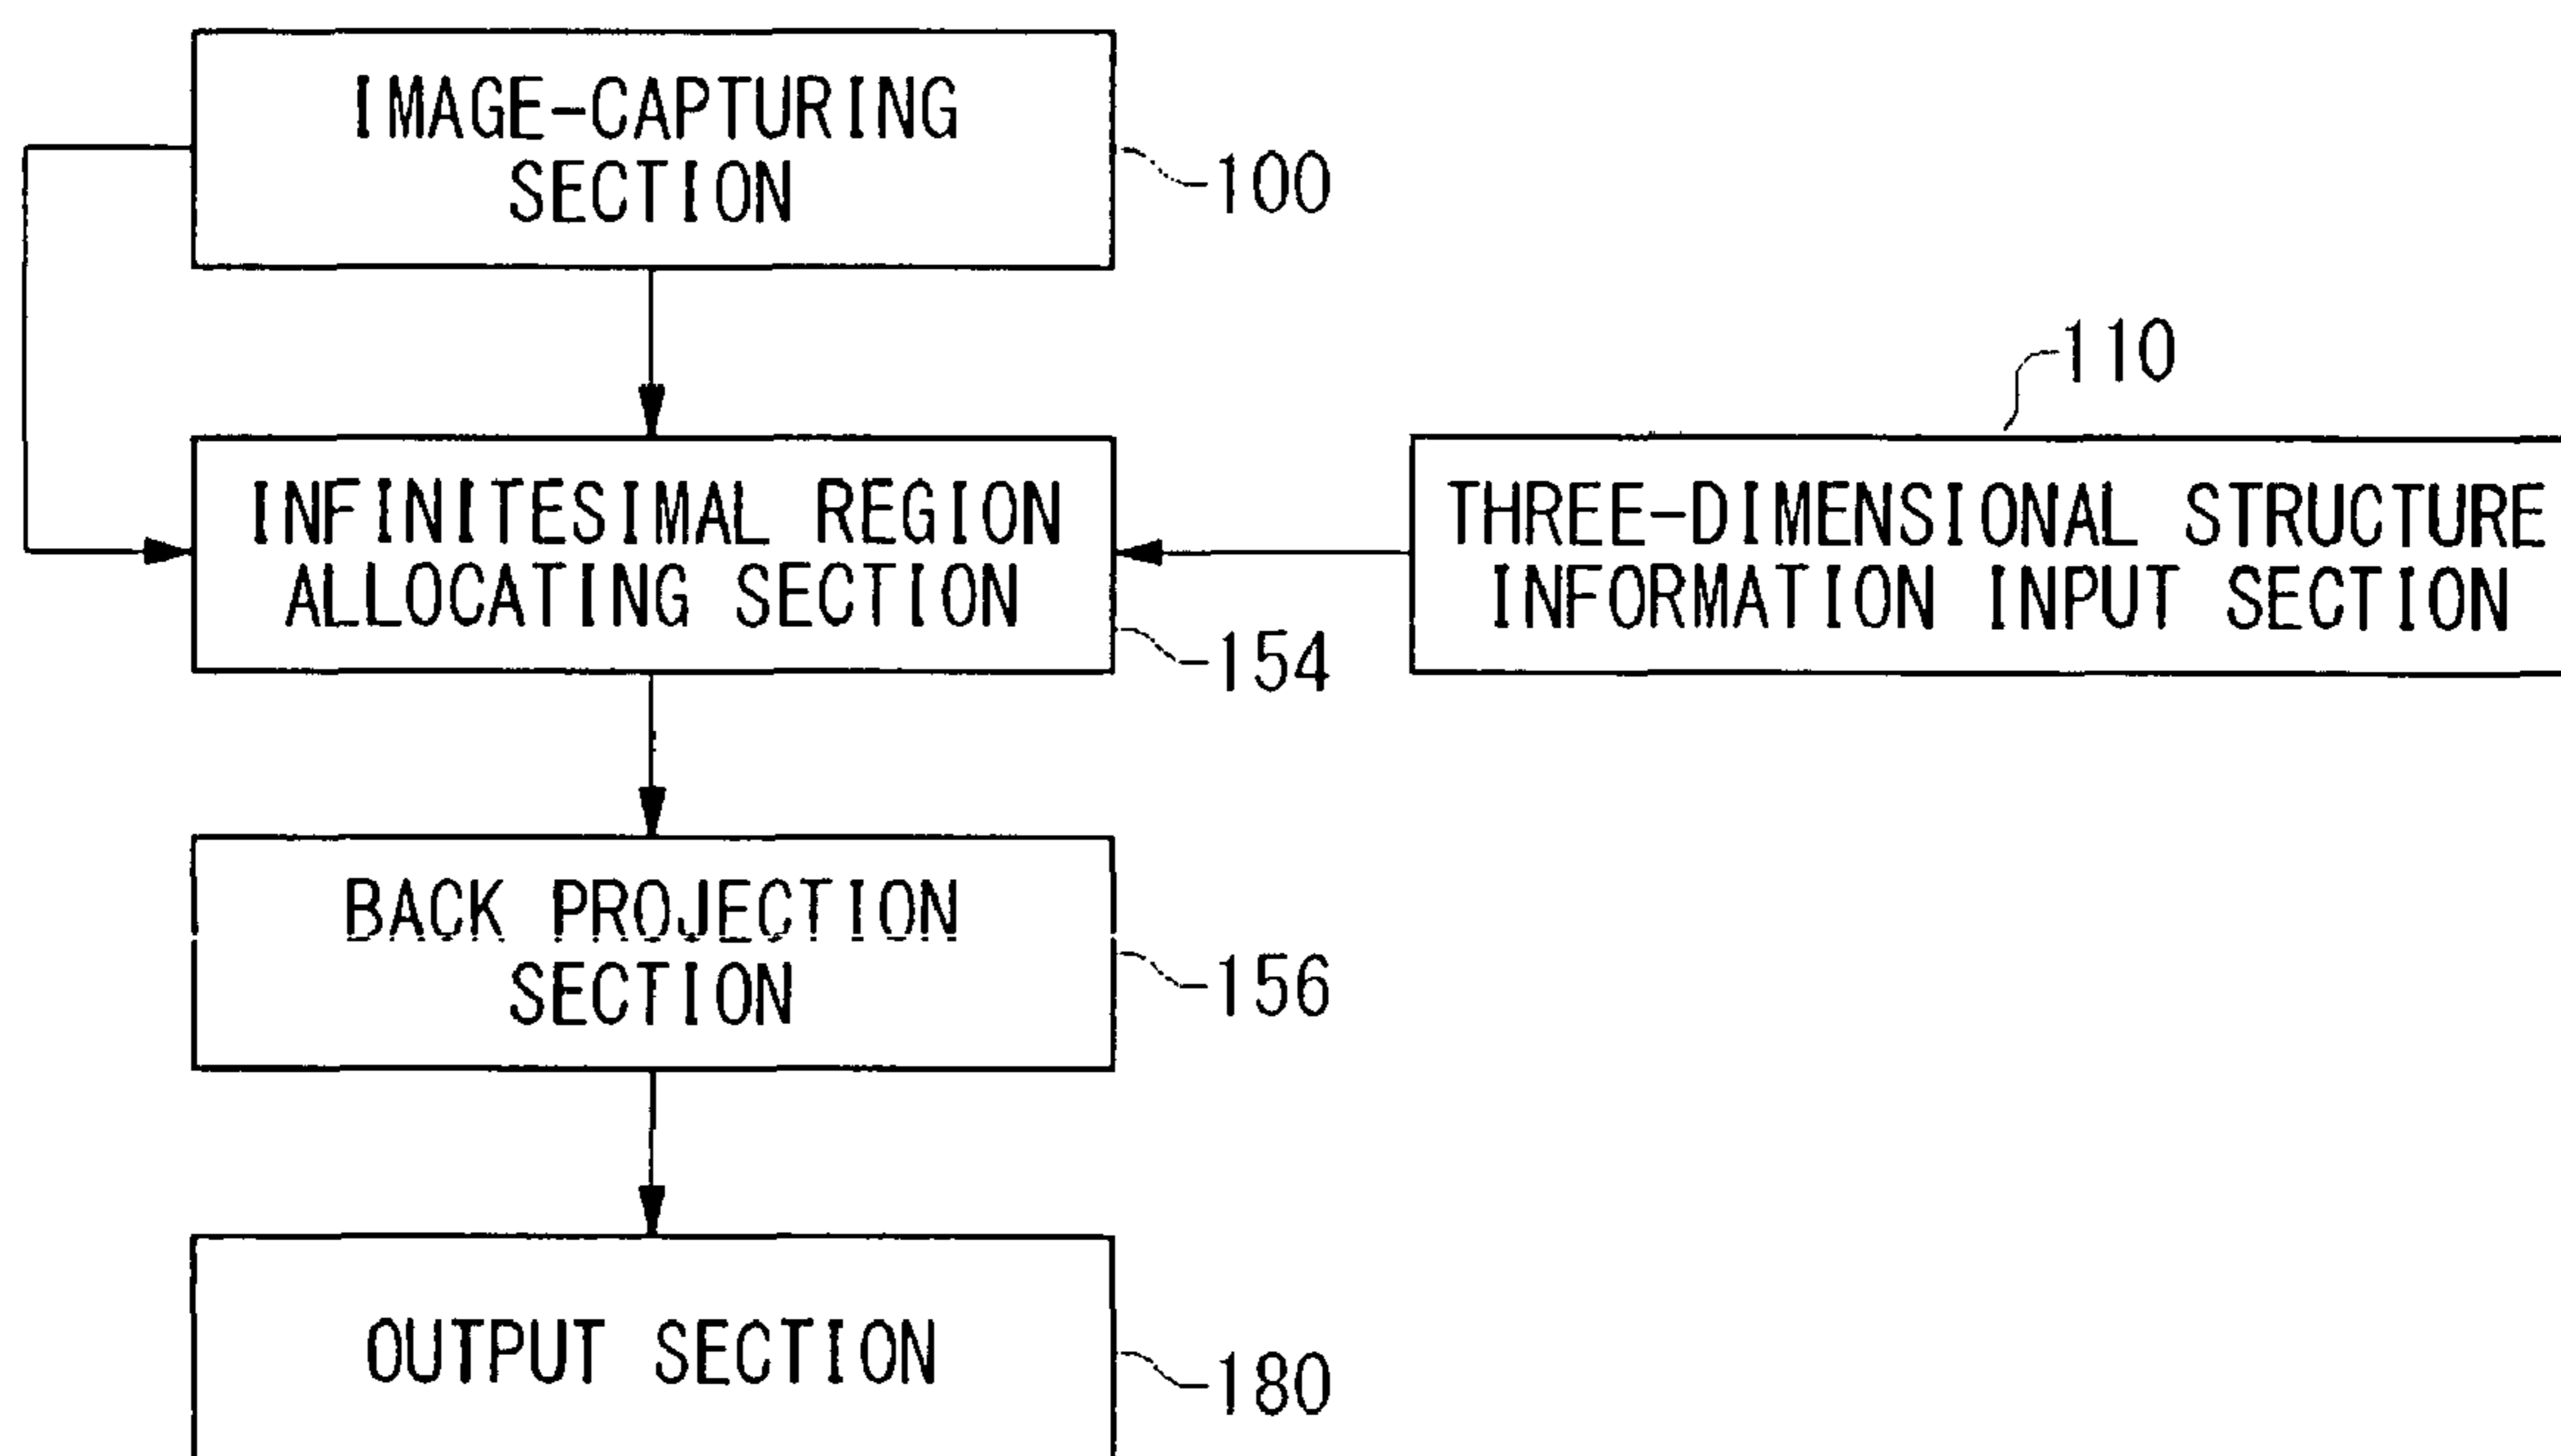 IMAGE-CAPTURING
SECTION
100
110
INFINITESIMAL REGION
ALLOCATING SECTION
154
THREE-DIMENSIONAL STRUCTURE
INFORMATION INPUT SECTION
BACK PROJECTION
SECTION
156
OUTPUT SECTION
180